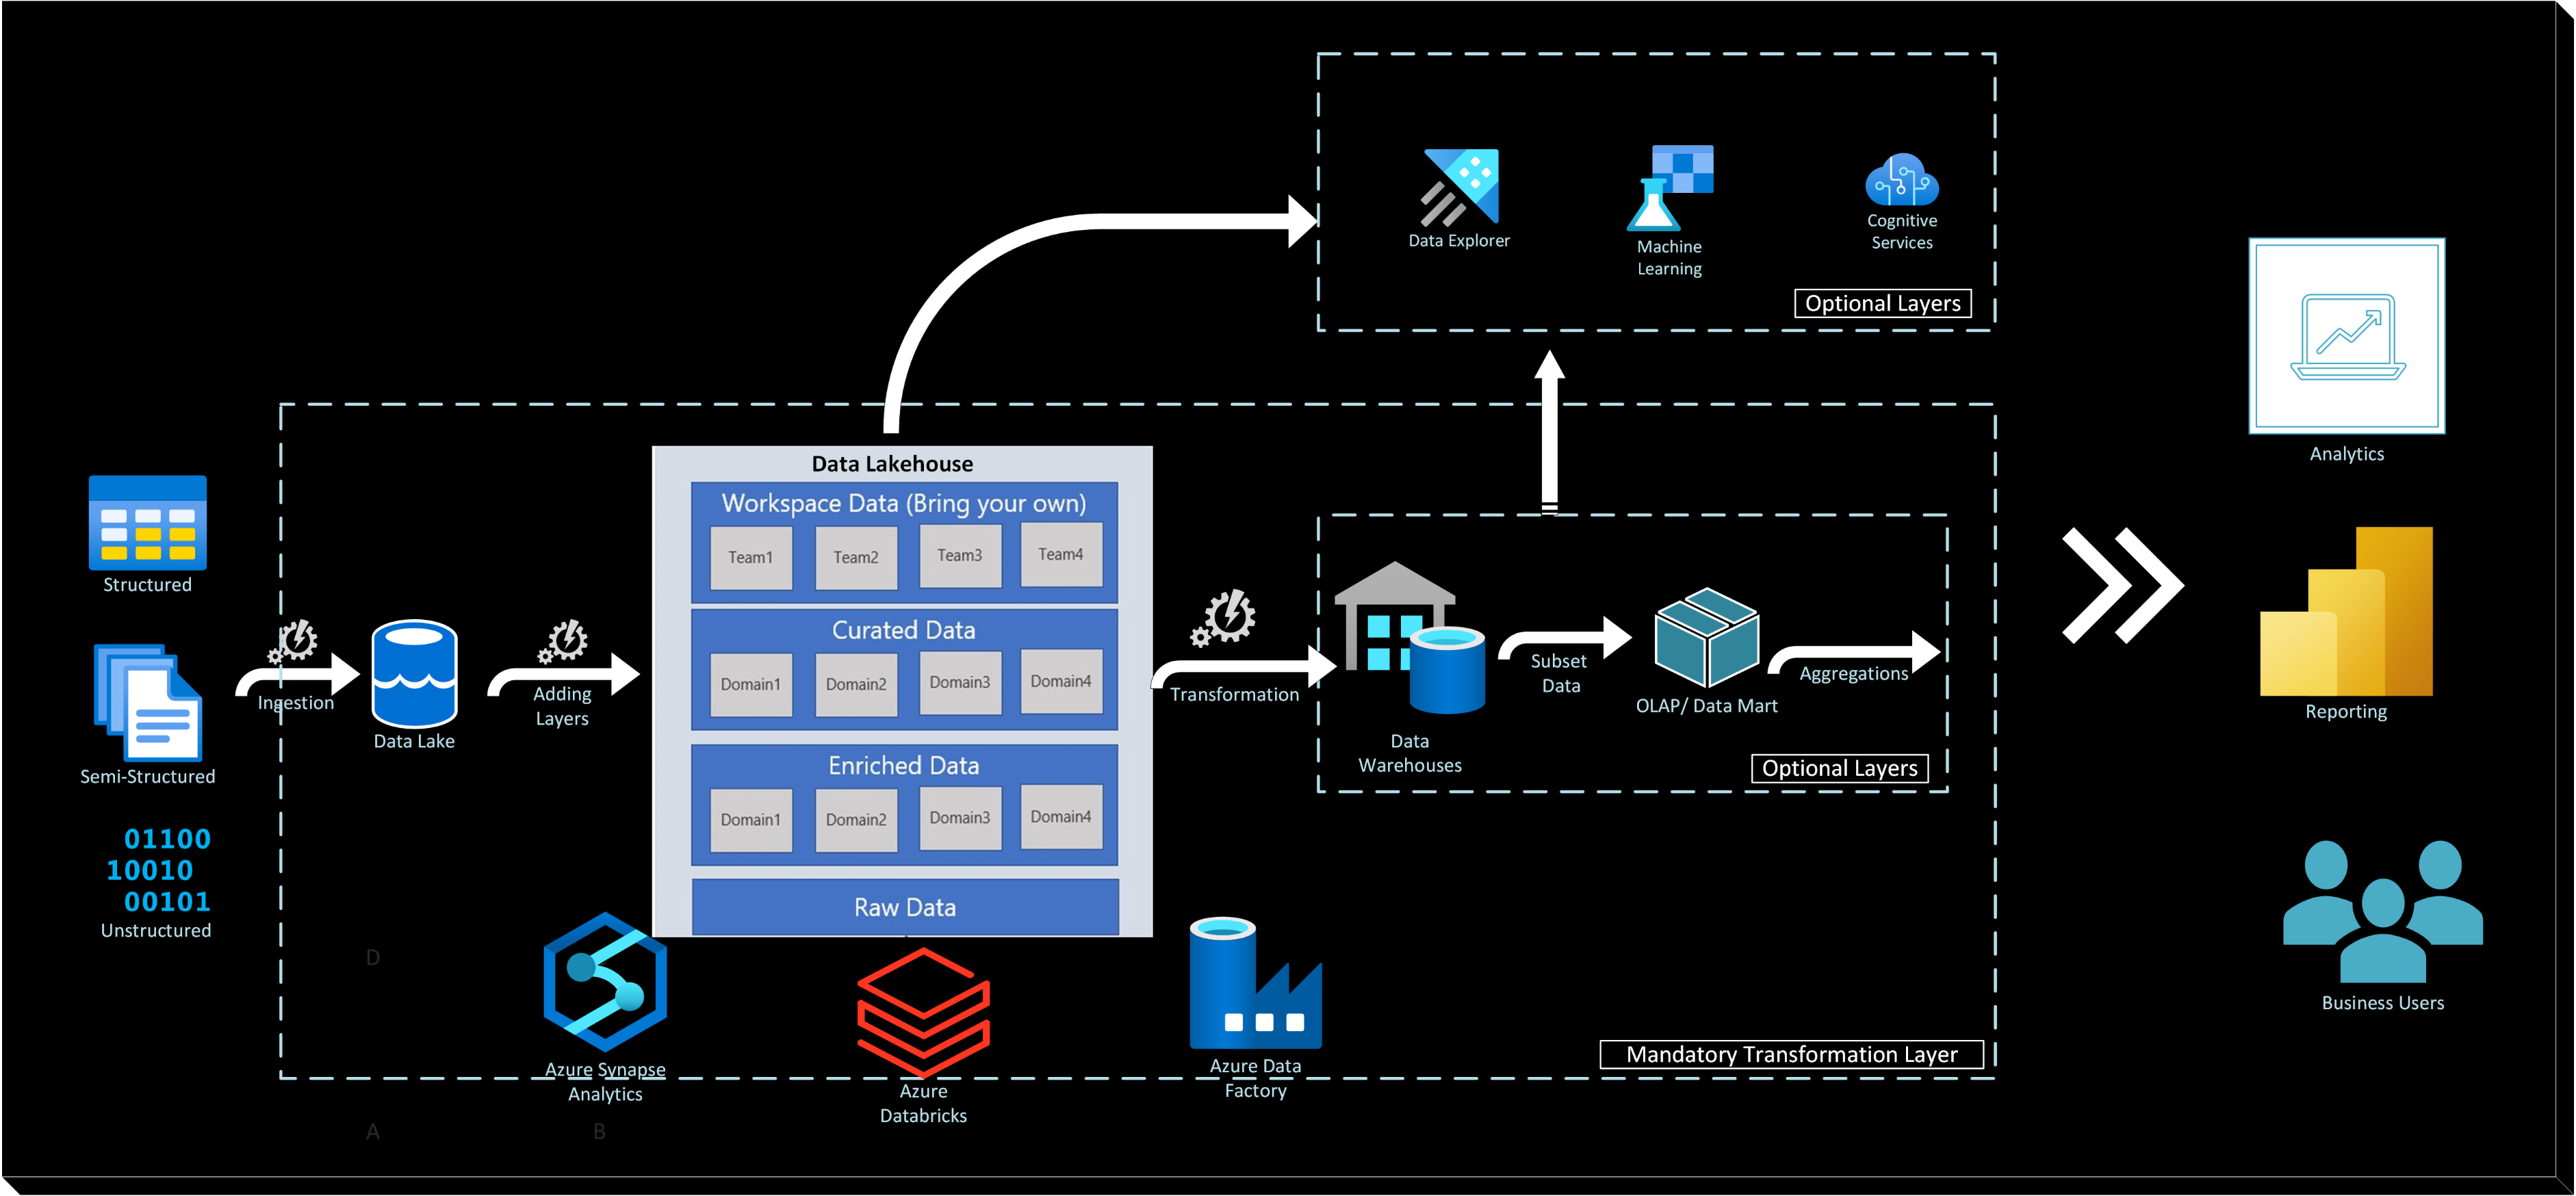 Data Explorer
Machine
Learning
Cognitive
Services
Optional Layers
Structured
Semi-Structured
01100
10010
00101
Unstructured
Ingestion
Data Lake
Adding
Layers
Data Lakehouse
Workspace Data (Bring your own)
Team1 Team2 Team3 Team4
Curated Data
Domain1 Domain2 Domain3 Domain4
Enriched Data
Domain1 Domain2 Domain3 Domain4
Raw Data
Transformation
Data
Warehouses
Subset
Data
OLAP/ Data Mart
Aggregations
Optional Layers
D
Azure Synapse
Analytics
Azure
Databricks
Azure Data
Factory
Mandatory Transformation Layer
A
B
Analytics
Reporting
Business Users